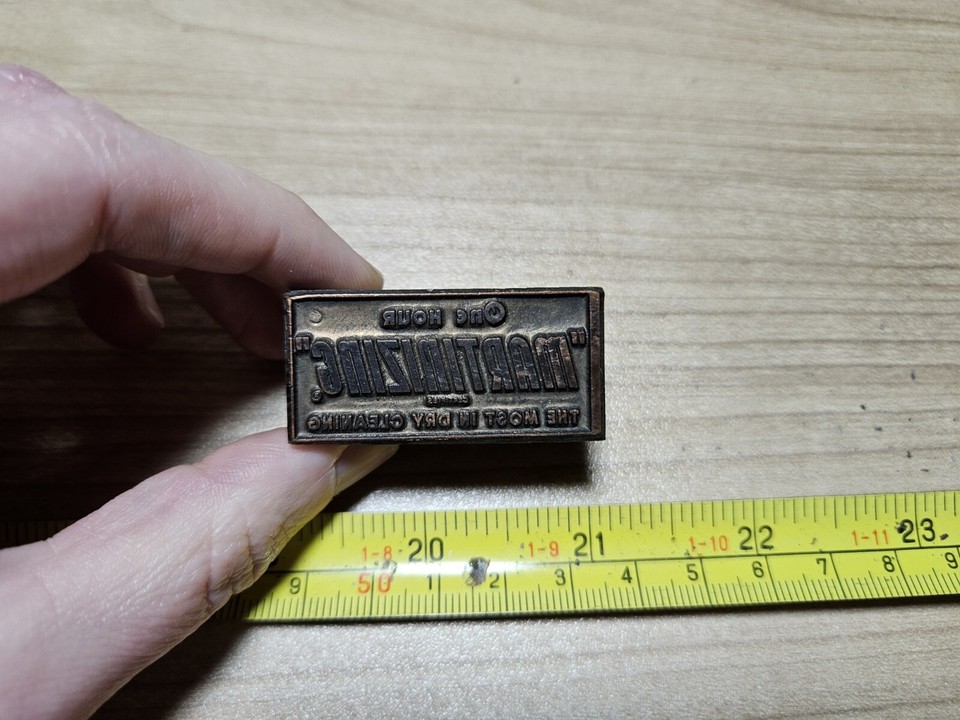 One HOUR
"MARTINIZING"
®
THE MOST IN DRY CLEANING
1-8 20 1-9 21 1-10 22 1-11 23
9 50 1 2 3 4 5 6 7 8 9